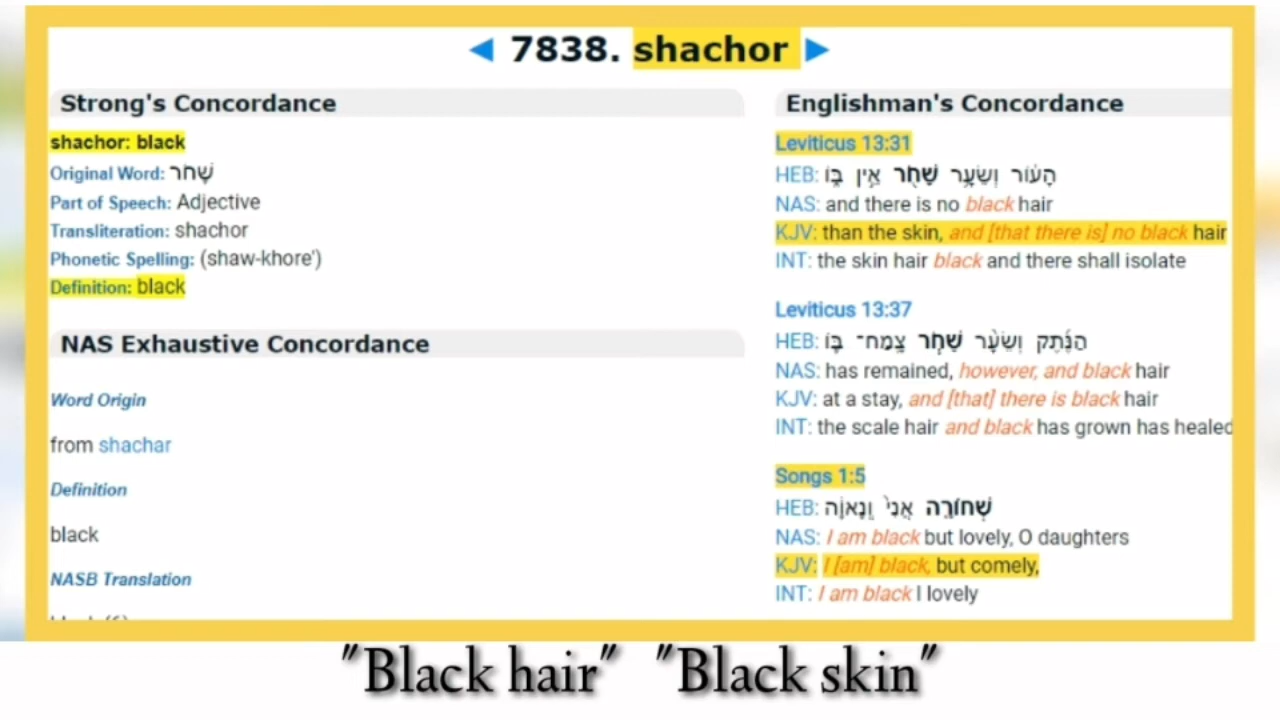 7838. shachor
Strong's Concordance
shachor: black
Original Word: שָׁחֹר
Part of Speech: Adjective
Transliteration: shachor
Phonetic Spelling: (shaw-khore')
Definition: black
NAS Exhaustive Concordance
Word Origin
from shachar
Definition
black
NASB Translation
Englishman's Concordance
Leviticus 13:31
HEB: הָע֔וֹר וְשֵׂעָ֥ר שָׁחֹ֖ר אֵ֣ין בּ֑וֹ
NAS: and there is no black hair
KJV: than the skin, and [that there is] no black hair
INT: the skin hair black and there shall isolate
Leviticus 13:37
HEB: הַנֶּ֜תֶק וְשֵׂעָ֨ר שָׁחֹ֧ר צָֽמַח־ בּ֛וֹ
NAS: has remained, however, and black hair
KJV: at a stay, and [that] there is black hair
INT: the scale hair and black has grown has healed
Songs 1:5
HEB: שְׁחוֹרָ֤ה אֲנִי֙ וְֽנָאוָ֔ה
NAS: I am black but lovely, O daughters
KJV: I [am] black, but comely,
INT: I am black I lovely
"Black hair" "Black skin"